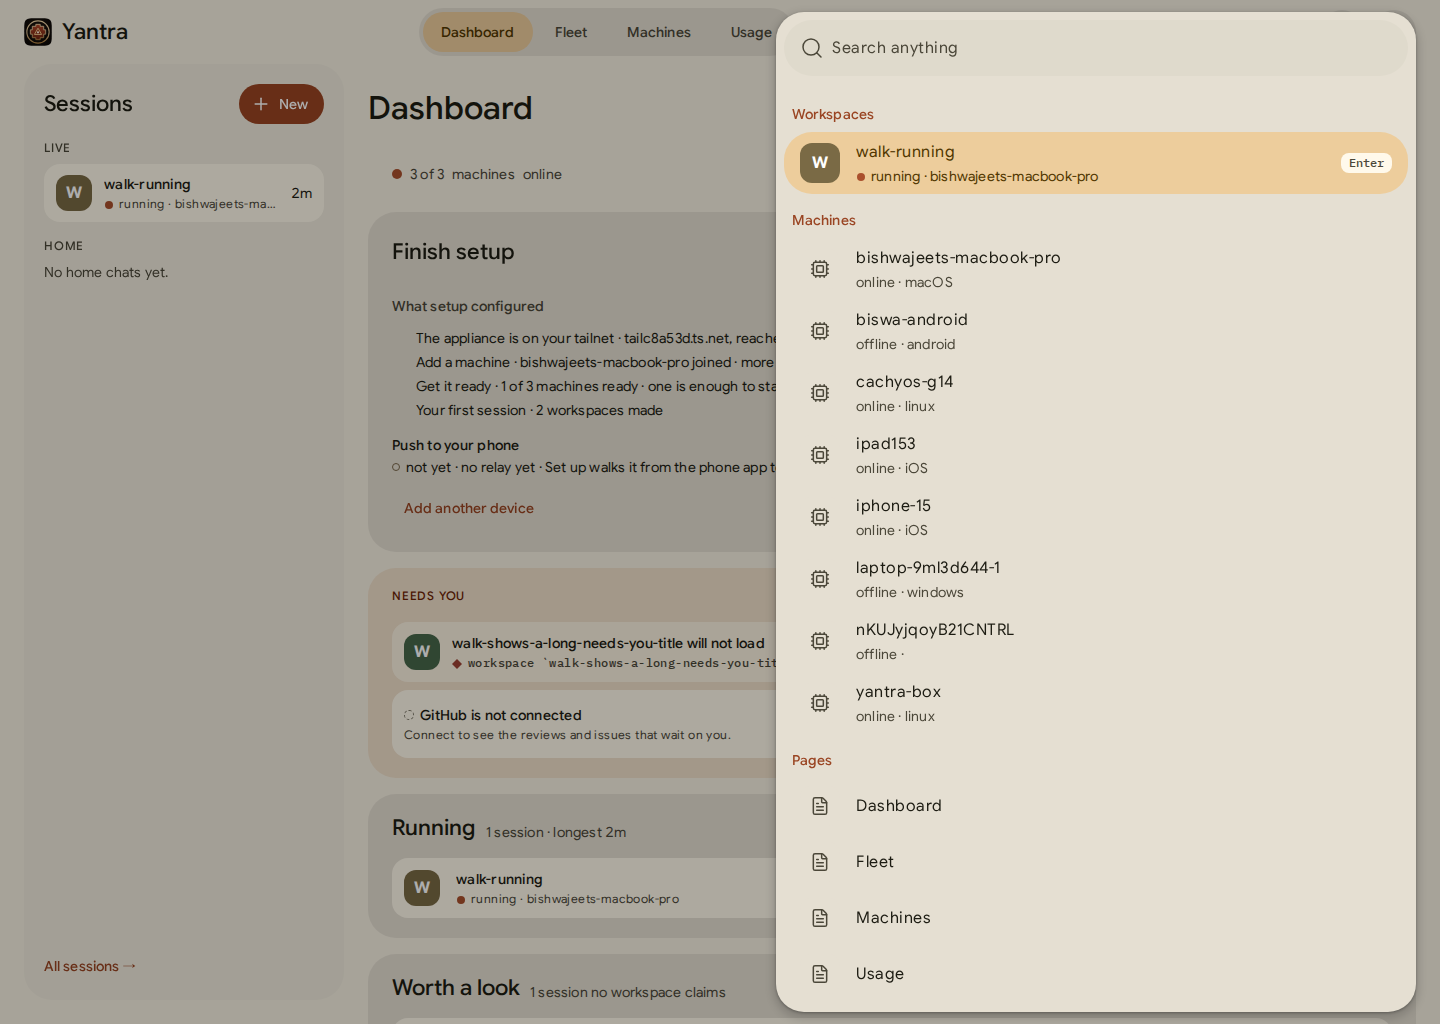 Yantra
Dashboard
Fleet
Machines
Usage
Sessions
New
LIVE
W
walk-running
running · bishwajeets-ma...
2m
HOME
No home chats yet.
All sessions →
Dashboard
3 of 3 machines online
Finish setup
What setup configured
The appliance is on your tailnet · tailc8a53d.ts.net, reache
Add a machine · bishwajeets-macbook-pro joined · more
Get it ready · 1 of 3 machines ready · one is enough to sta
Your first session · 2 workspaces made
Push to your phone
not yet · no relay yet · Set up walks it from the phone app t
Add another device
NEEDS YOU
W
walk-shows-a-long-needs-you-title will not load
workspace `walk-shows-a-long-needs-you-tit
GitHub is not connected
Connect to see the reviews and issues that wait on you.
Running
1 session · longest 2m
W
walk-running
running · bishwajeets-macbook-pro
Worth a look
1 session no workspace claims
Search anything
Workspaces
W
walk-running
running · bishwajeets-macbook-pro
Enter
Machines
bishwajeets-macbook-pro
online · macOS
biswa-android
offline · android
cachyos-g14
online · linux
ipad153
online · iOS
iphone-15
online · iOS
laptop-9ml3d644-1
offline · windows
nKUJyjqoyB21CNTRL
offline ·
yantra-box
online · linux
Pages
Dashboard
Fleet
Machines
Usage